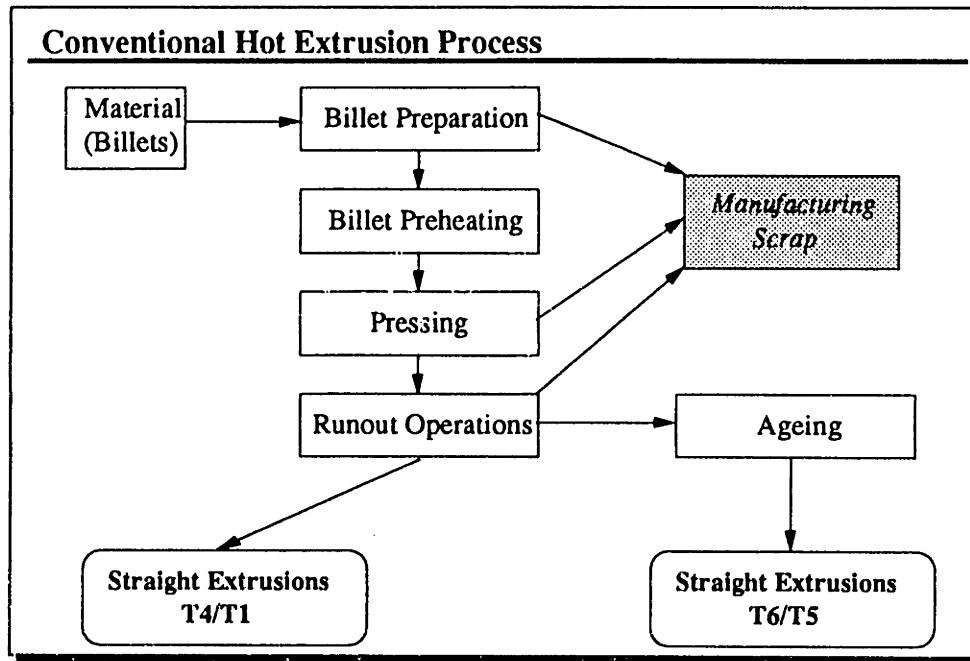 Conventional Hot Extrusion Process
Material
(Billets)
Billet Preparation
Billet Preheating
Manufacturing
Scrap
Pressing
Runout Operations
Ageing
Straight Extrusions
T4/T1
Straight Extrusions
T6/T5